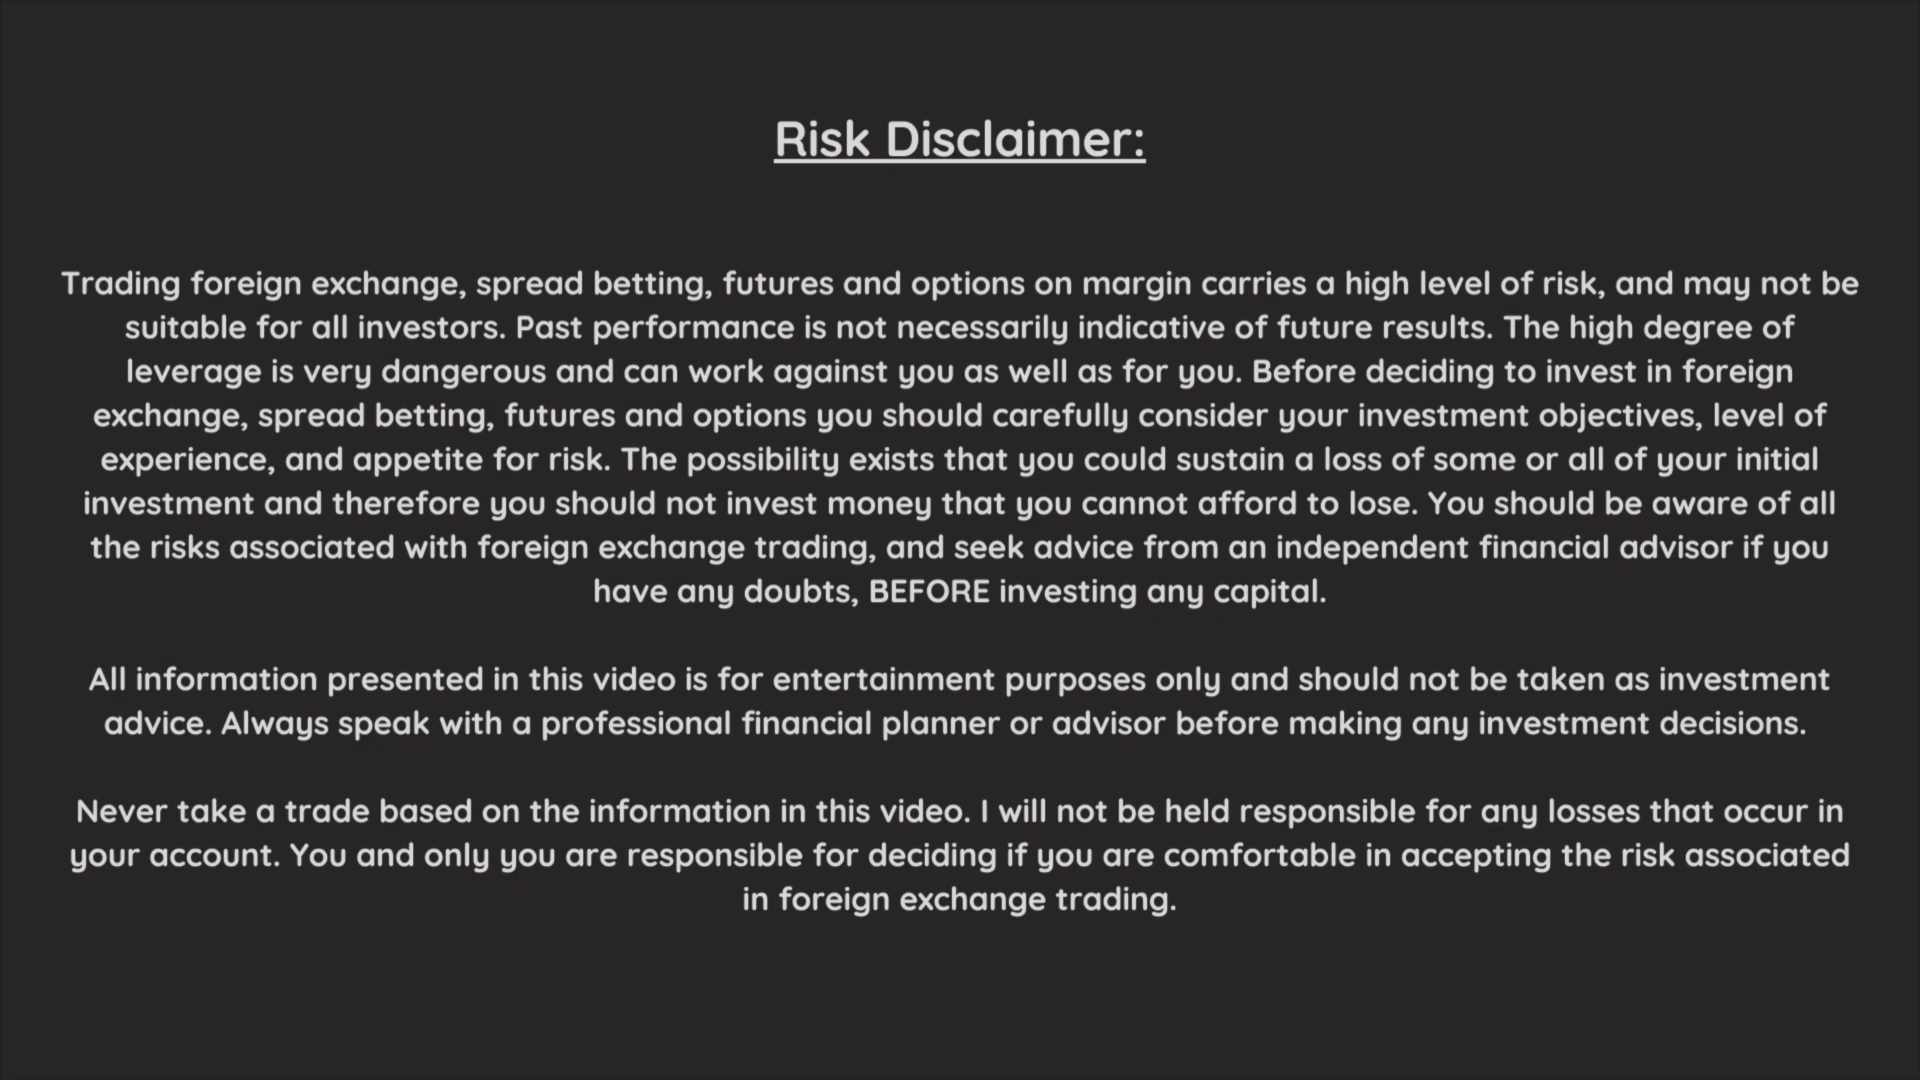 Risk Disclaimer:
Trading foreign exchange, spread betting, futures and options on margin carries a high level of risk, and may not be
suitable for all investors. Past performance is not necessarily indicative of future results. The high degree of
leverage is very dangerous and can work against you as well as for you. Before deciding to invest in foreign
exchange, spread betting, futures and options you should carefully consider your investment objectives, level of
experience, and appetite for risk. The possibility exists that you could sustain a loss of some or all of your initial
investment and therefore you should not invest money that you cannot afford to lose. You should be aware of all
the risks associated with foreign exchange trading, and seek advice from an independent financial advisor if you
have any doubts, BEFORE investing any capital.
All information presented in this video is for entertainment purposes only and should not be taken as investment
advice. Always speak with a professional financial planner or advisor before making any investment decisions.
Never take a trade based on the information in this video. I will not be held responsible for any losses that occur in
your account. You and only you are responsible for deciding if you are comfortable in accepting the risk associated
in foreign exchange trading.